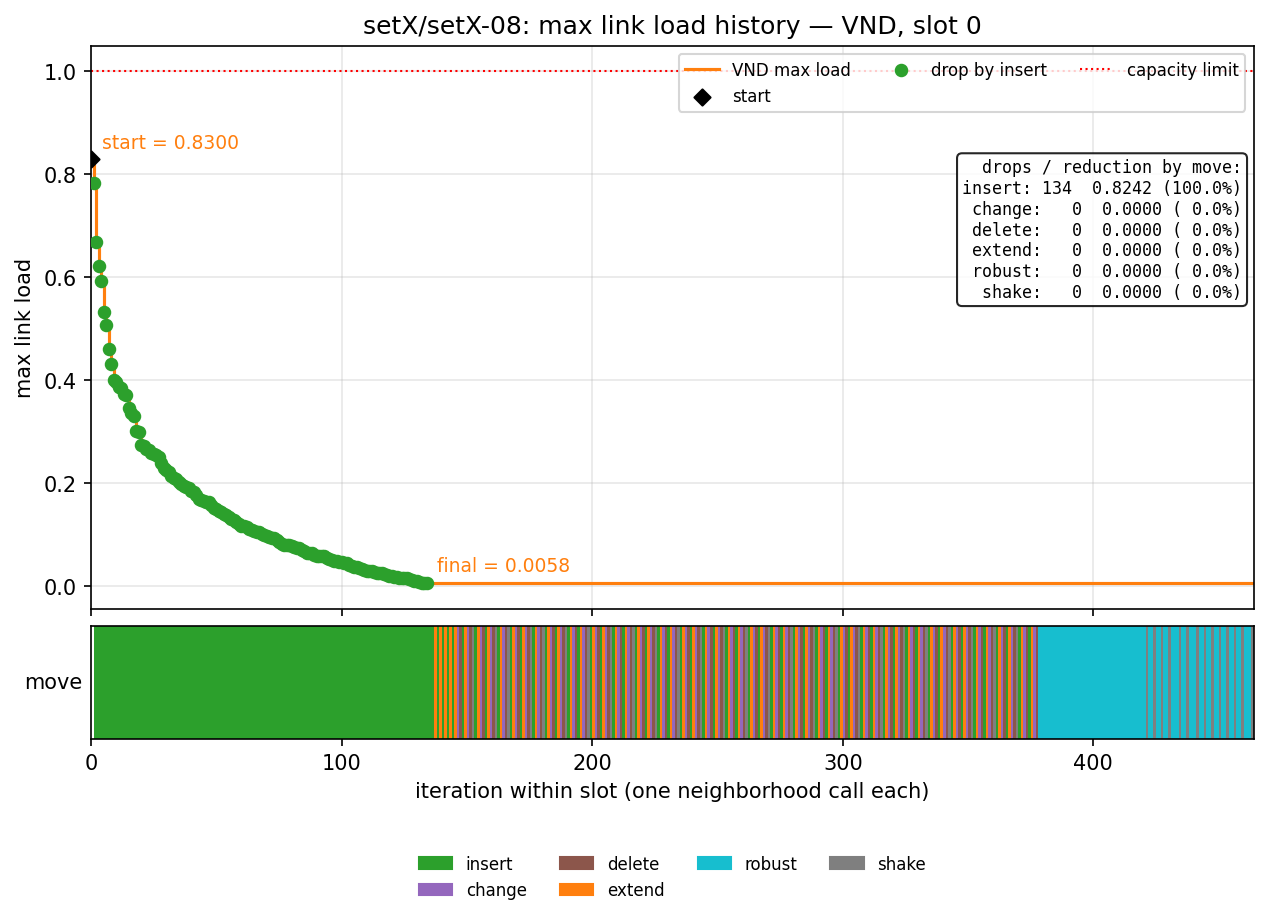 setX/setX-08: max link load history — VND, slot 0
VND max load
drop by insert
capacity limit
start
start = 0.8300
drops / reduction by move:
insert: 134  0.8242 (100.0%)
change:   0  0.0000 (  0.0%)
delete:   0  0.0000 (  0.0%)
extend:   0  0.0000 (  0.0%)
robust:   0  0.0000 (  0.0%)
shake:   0  0.0000 (  0.0%)
max link load
1.0
0.8
0.6
0.4
0.2
0.0
final = 0.0058
move
0 100 200 300 400
iteration within slot (one neighborhood call each)
insert delete robust shake
change extend